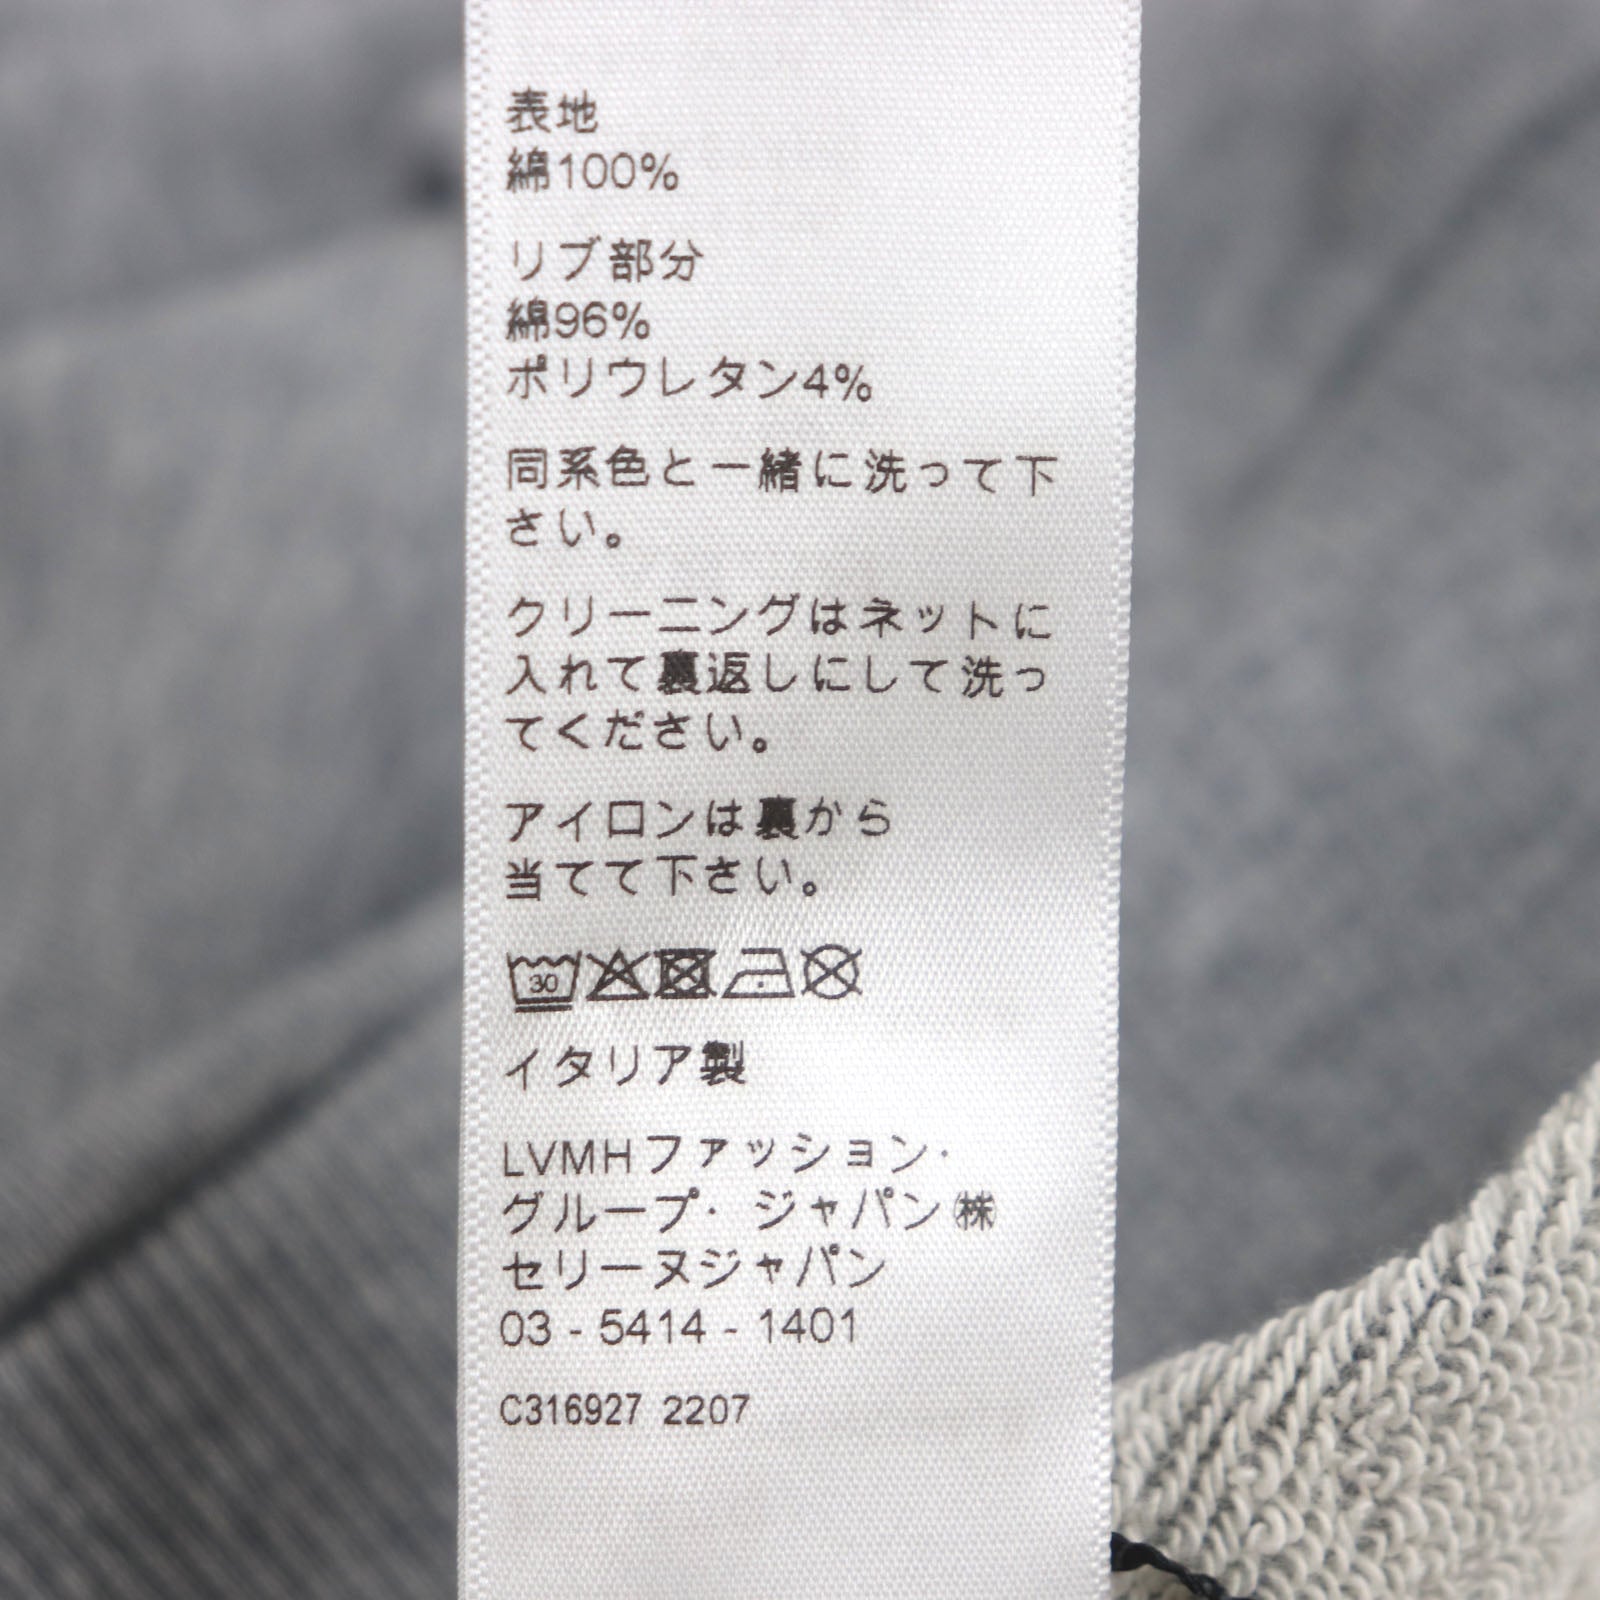 表地
綿100%
リブ部分
綿96%
ポリウレタン4%
同系色と一緒に洗って下
さい。
クリーニングはネットに
入れて裏返しにして洗っ
てください。
アイロンは裏から
当てて下さい。
30
イタリア製
LVMHファッション·
グループ· ジャパン㈱
セリーヌジャパン
03 - 5414 - 1401
C316927 2207